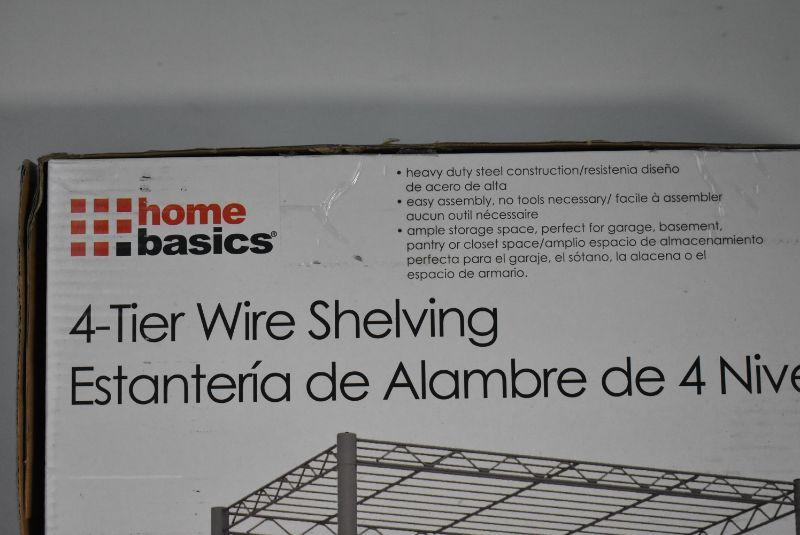 home
basics®
• heavy duty steel construction/resistenia diseño
de acero de alta
• easy assembly, no tools necessary/ facile à assembler
aucun outil nécessaire
• ample storage space, perfect for garage, basement,
pantry or closet space/amplio espacio de almacenamiento
perfecta para el garaje, el sótano, la alacena o el
espacio de armario.
4-Tier Wire Shelving
Estantería de Alambre de 4 Nive